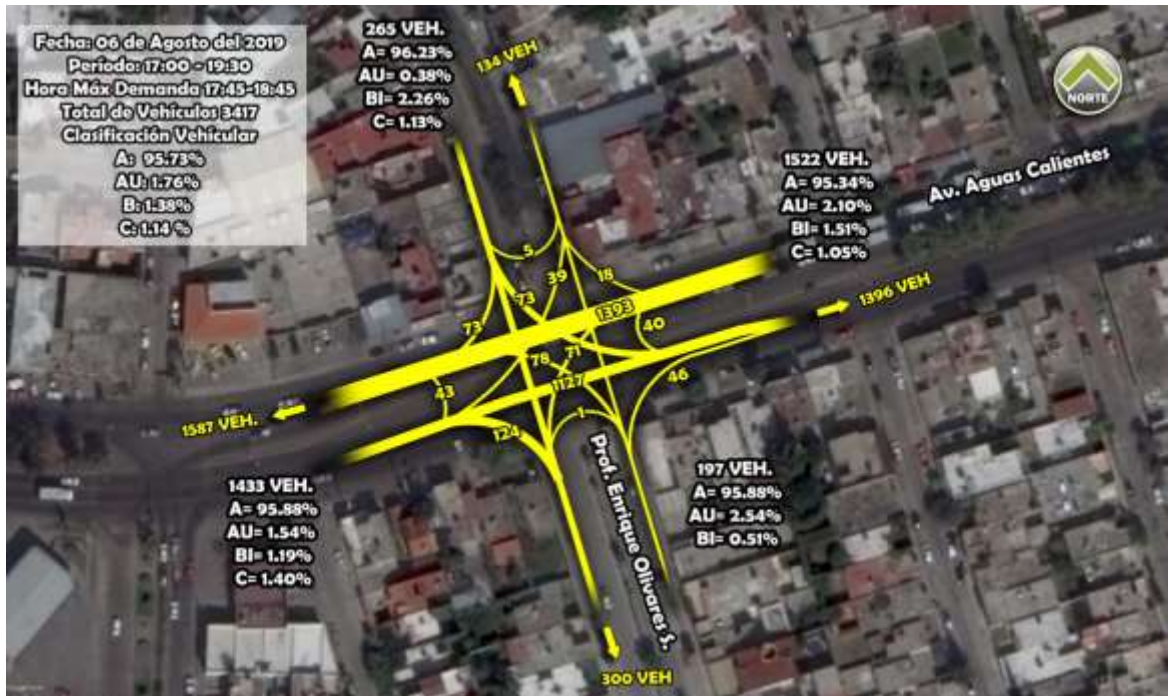 Fecha: 06 de Agosto del 2019
Período: 17:00 - 19:30
Hora Máx Demanda 17:45-18:45
Total de Vehículos 3417
Clasificación Vehícular
A: 95.73%
AU: 1.76%
B: 1.38%
C: 1.14 %
265 VEH.
A= 96.23%
AU= 0.38%
BI= 2.26%
C= 1.13%
134 VEH
NORTE
1522 VEH.
A= 95.34%
AU= 2.10%
BI= 1.51%
C= 1.05%
Av. Aguas Calientes
1396 VEH
5
39
18
73
1393
73
40
78
71
1127
46
43
124
1
1587 VEH.
1433 VEH.
A= 95.88%
AU= 1.54%
BI= 1.19%
C= 1.40%
Prof. Enrique Olivares S.
197 VEH.
A= 95.88%
AU= 2.54%
BI= 0.51%
300 VEH